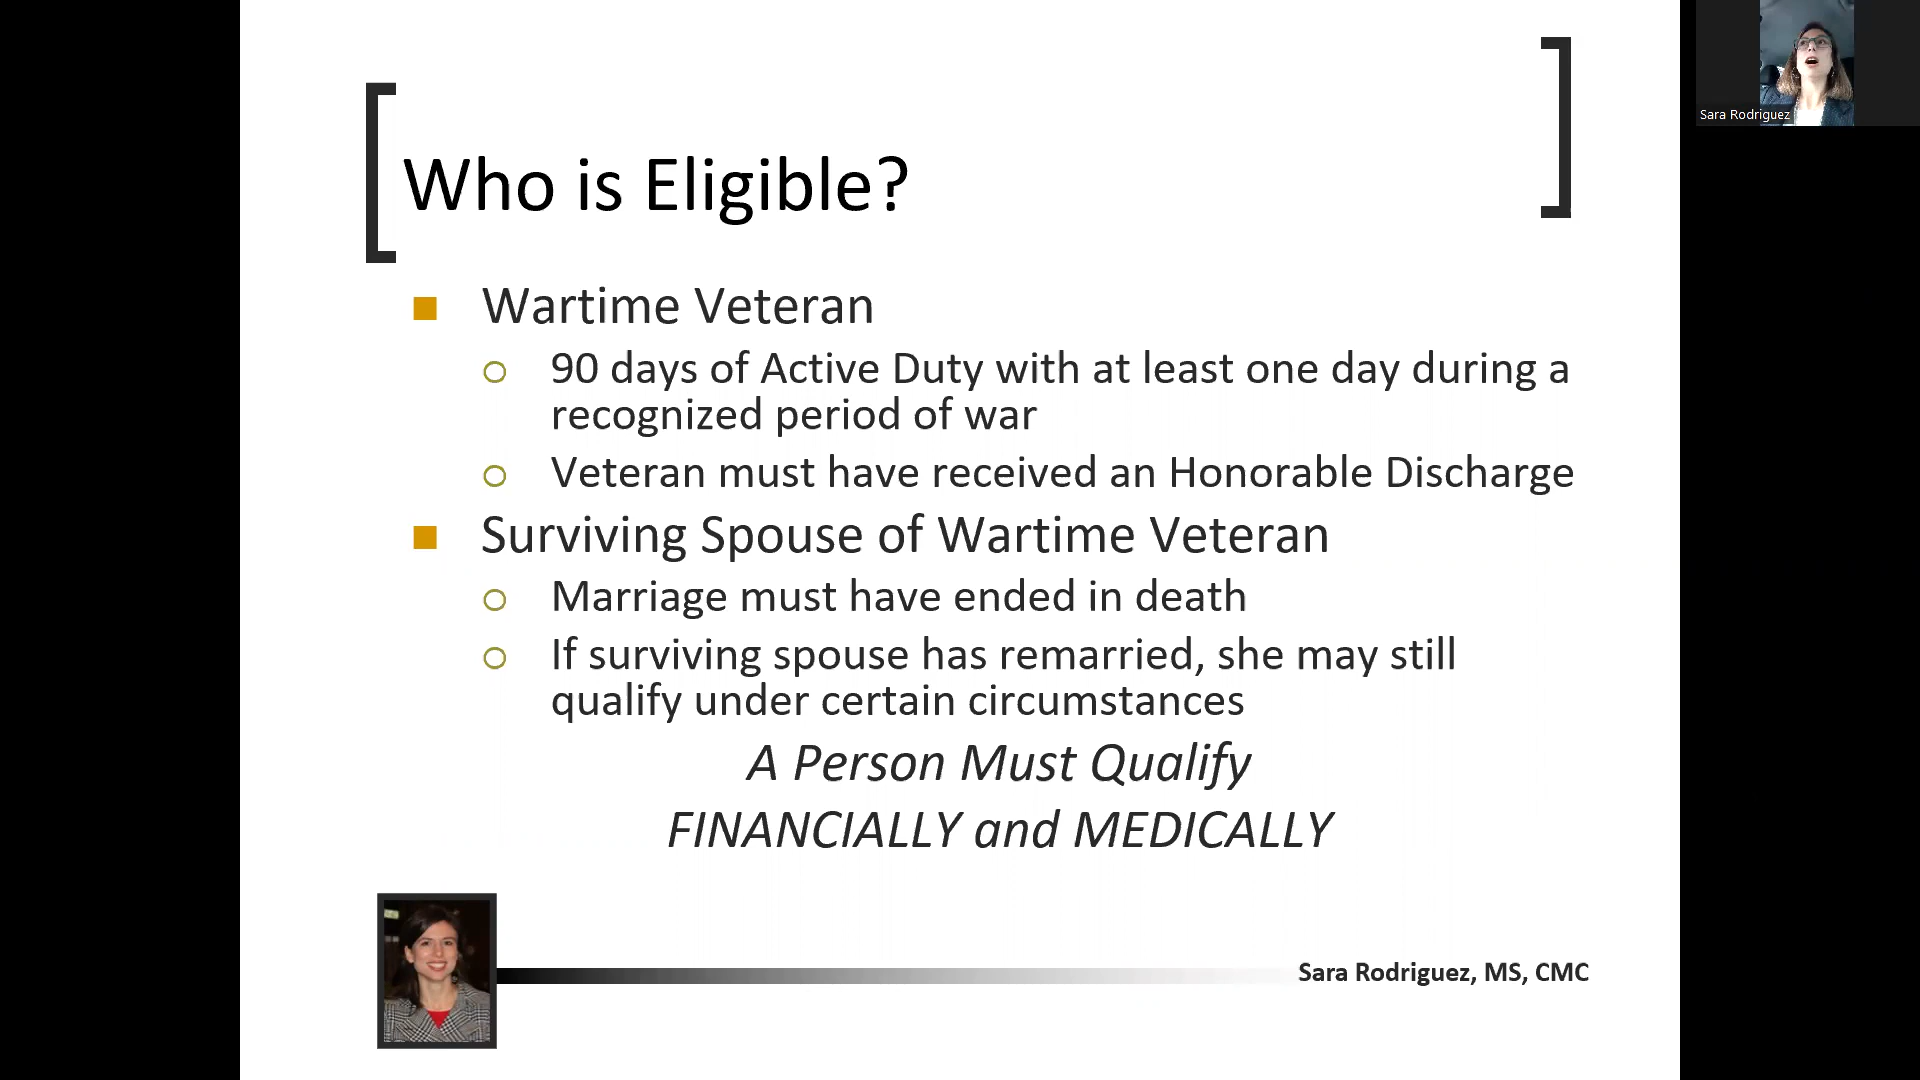 Sara Rodriguez
Who is Eligible?
Wartime Veteran
90 days of Active Duty with at least one day during a
recognized period of war
Veteran must have received an Honorable Discharge
Surviving Spouse of Wartime Veteran
Marriage must have ended in death
If surviving spouse has remarried, she may still
qualify under certain circumstances
A Person Must Qualify
FINANCIALLY and MEDICALLY
Sara Rodriguez, MS, CMC